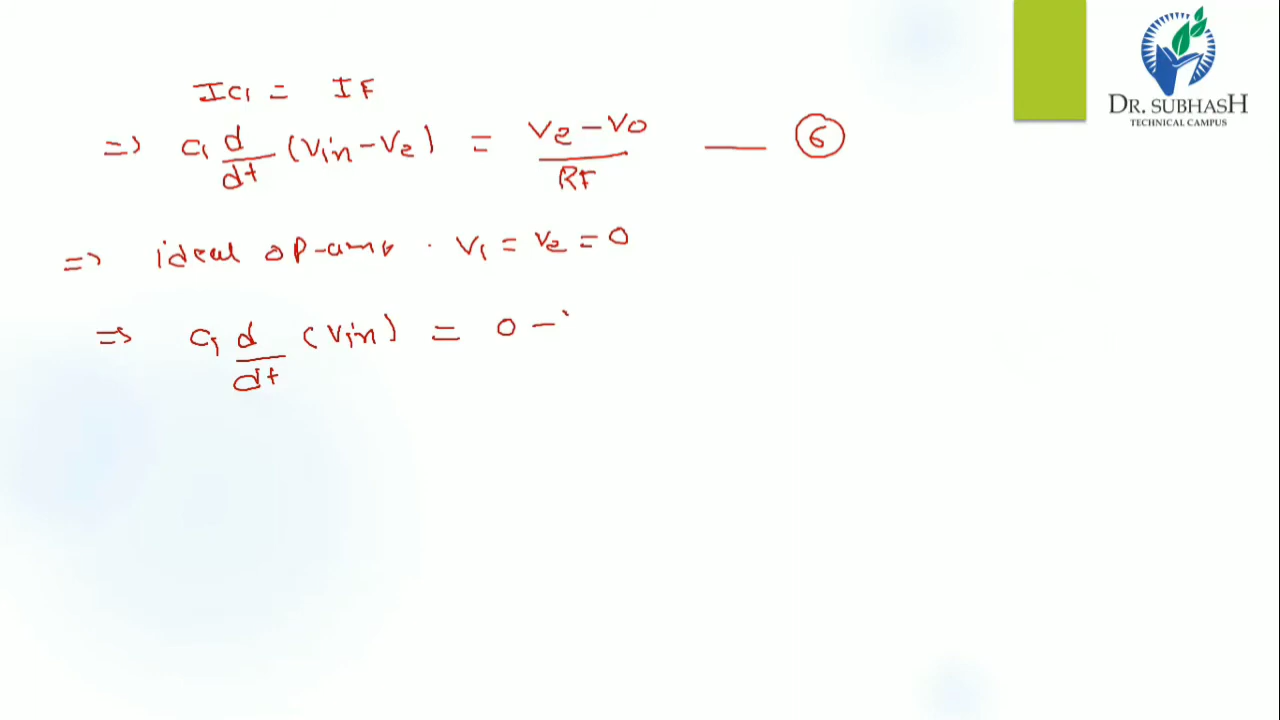 IC1 = IF
=> C1 d/dt (Vin - V2) = V2 - V0 / RF —— 6
=> ideal op-amp . V1 = V2 = 0
=> C1 d/dt (Vin) = 0 -
DR. SUBHASH
TECHNICAL CAMPUS